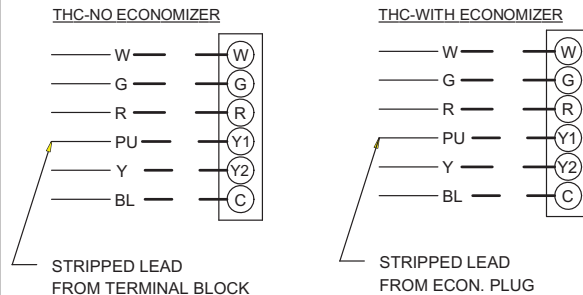 THC-NO ECONOMIZER
W W
G G
R R
PU Y1
Y Y2
BL C
STRIPPED LEAD
FROM TERMINAL BLOCK
THC-WITH ECONOMIZER
W W
G G
R R
PU Y1
Y Y2
BL C
STRIPPED LEAD
FROM ECON. PLUG